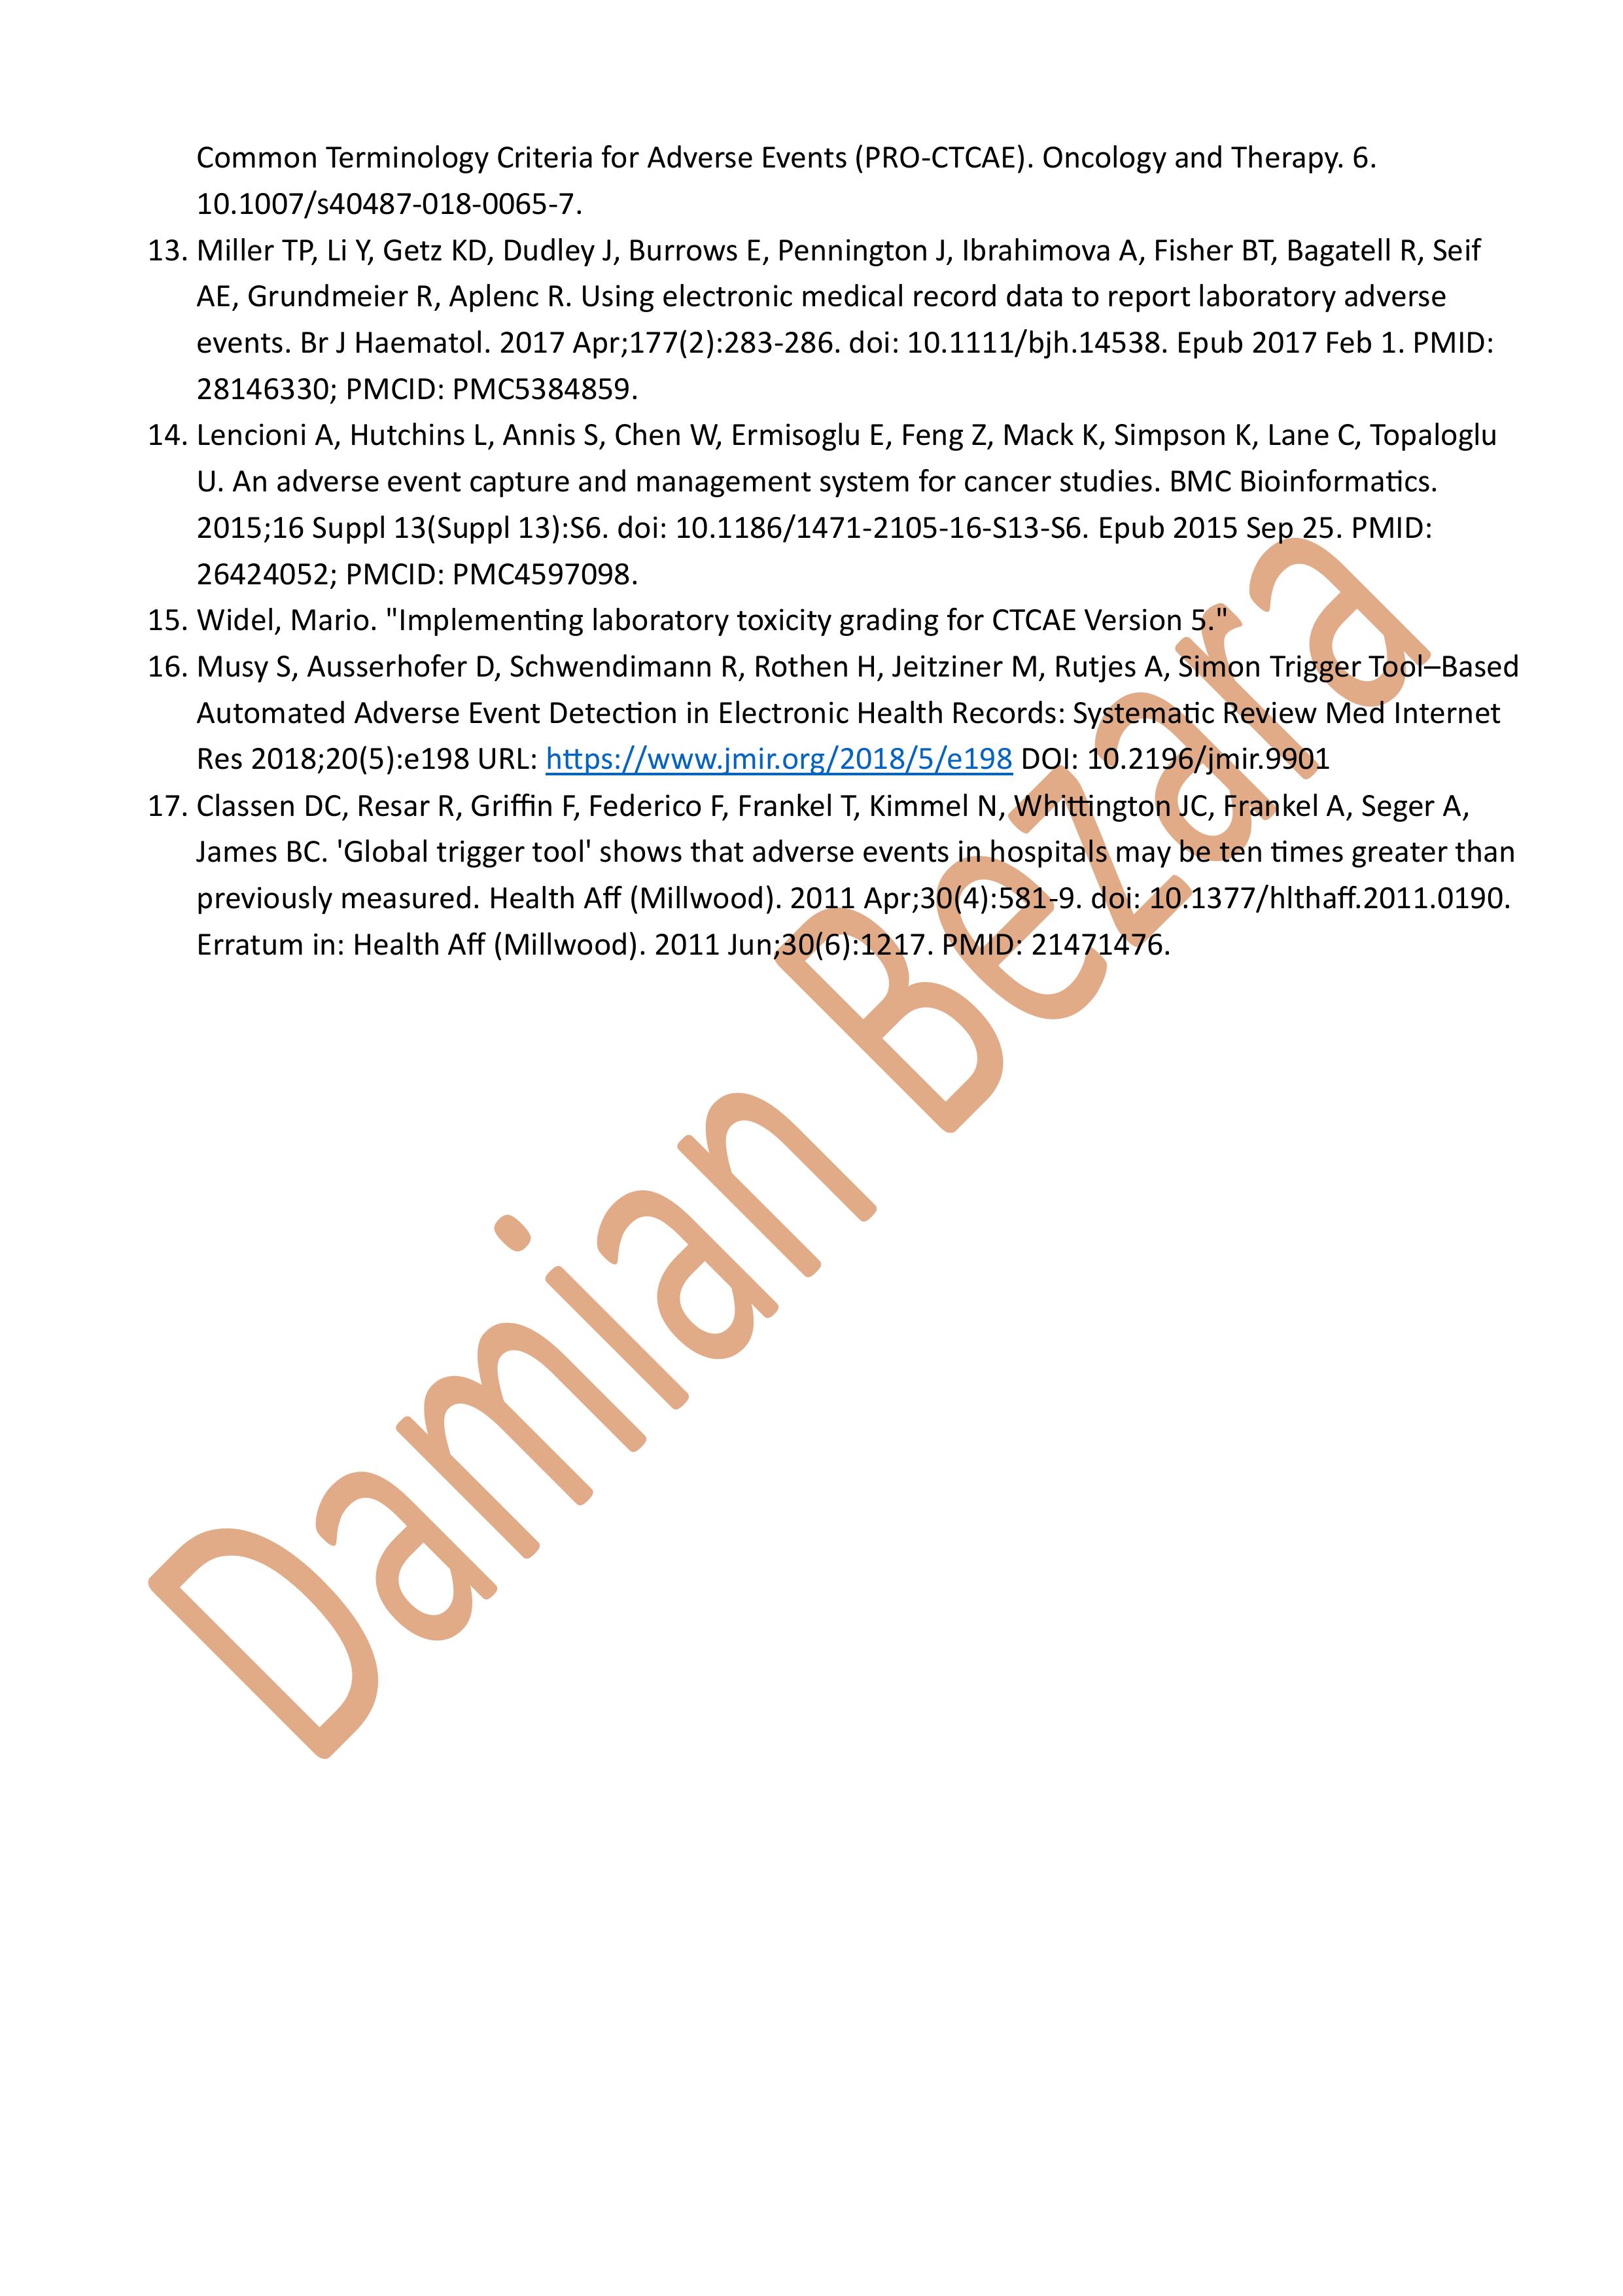 Common Terminology Criteria for Adverse Events (PRO-CTCAE). Oncology and Therapy. 6.
10.1007/s40487-018-0065-7.
13. Miller TP, Li Y, Getz KD, Dudley J, Burrows E, Pennington J, Ibrahimova A, Fisher BT, Bagatell R, Seif
AE, Grundmeier R, Aplenc R. Using electronic medical record data to report laboratory adverse
events. Br J Haematol. 2017 Apr;177(2):283-286. doi: 10.1111/bjh.14538. Epub 2017 Feb 1. PMID:
28146330; PMCID: PMC5384859.
14. Lencioni A, Hutchins L, Annis S, Chen W, Ermisoglu E, Feng Z, Mack K, Simpson K, Lane C, Topaloglu
U. An adverse event capture and management system for cancer studies. BMC Bioinformatics.
2015;16 Suppl 13(Suppl 13):S6. doi: 10.1186/1471-2105-16-S13-S6. Epub 2015 Sep 25. PMID:
26424052; PMCID: PMC4597098.
15. Widel, Mario. "Implementing laboratory toxicity grading for CTCAE Version 5."
16. Musy S, Ausserhofer D, Schwendimann R, Rothen H, Jeitziner M, Rutjes A, Simon Trigger Tool–Based
Automated Adverse Event Detection in Electronic Health Records: Systematic Review Med Internet
Res 2018;20(5):e198 URL: https://www.jmir.org/2018/5/e198 DOI: 10.2196/jmir.9901
17. Classen DC, Resar R, Griffin F, Federico F, Frankel T, Kimmel N, Whittington JC, Frankel A, Seger A,
James BC. 'Global trigger tool' shows that adverse events in hospitals may be ten times greater than
previously measured. Health Aff (Millwood). 2011 Apr;30(4):581-9. doi: 10.1377/hlthaff.2011.0190.
Erratum in: Health Aff (Millwood). 2011 Jun;30(6):1217. PMID: 21471476.
Damian Bezara